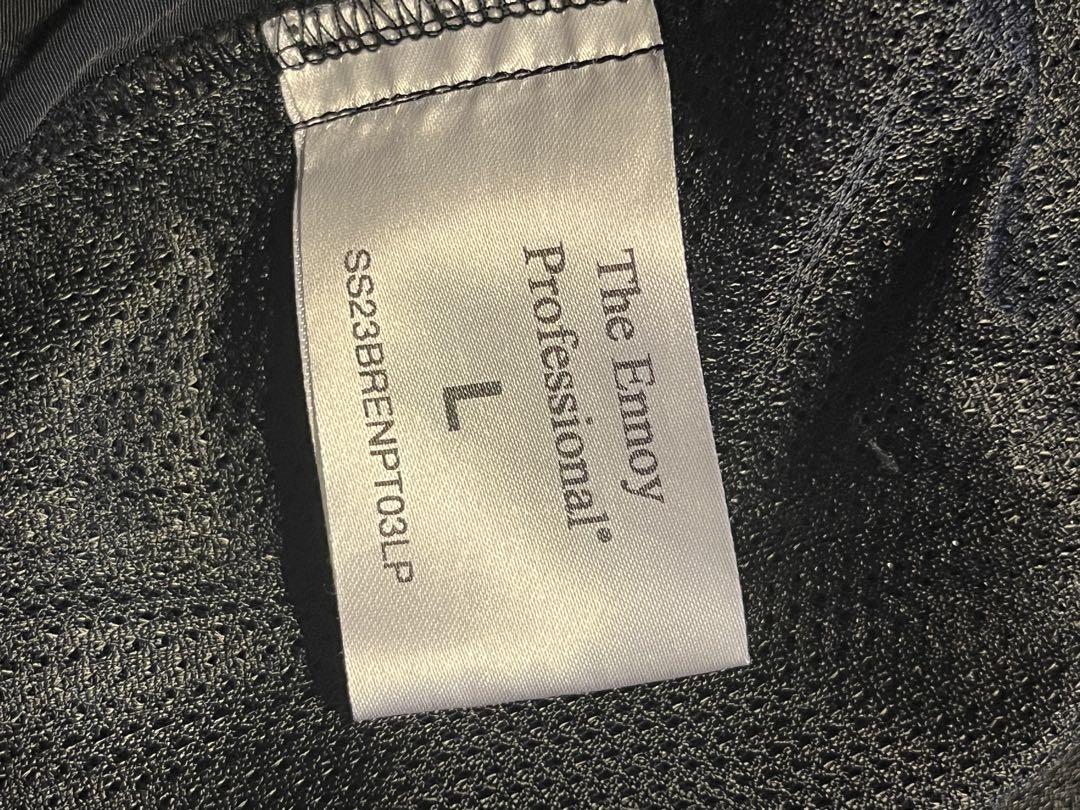 The Ennoy
Professional®
L
SS23BRENPT03LP